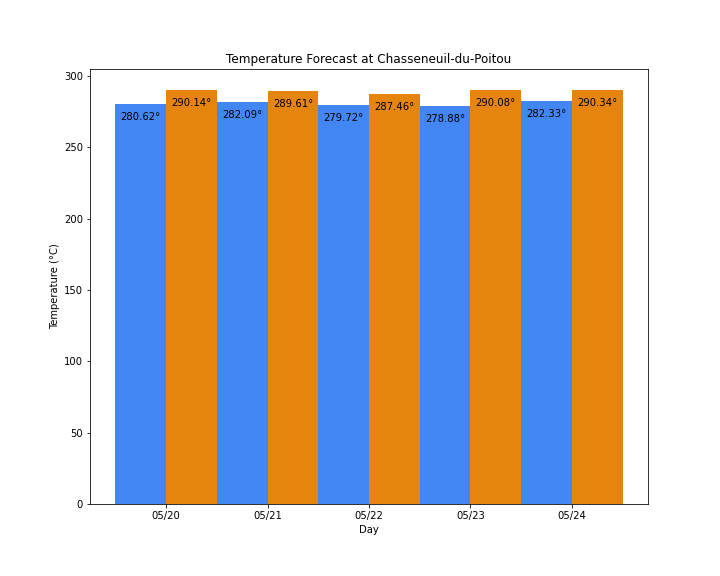 Temperature Forecast at Chasseneuil-du-Poitou
300
250
200
150
100
50
0
Temperature (°C)
280.62° 290.14° 282.09° 289.61° 279.72° 287.46° 278.88° 290.08° 282.33° 290.34°
05/20 05/21 05/22 05/23 05/24
Day